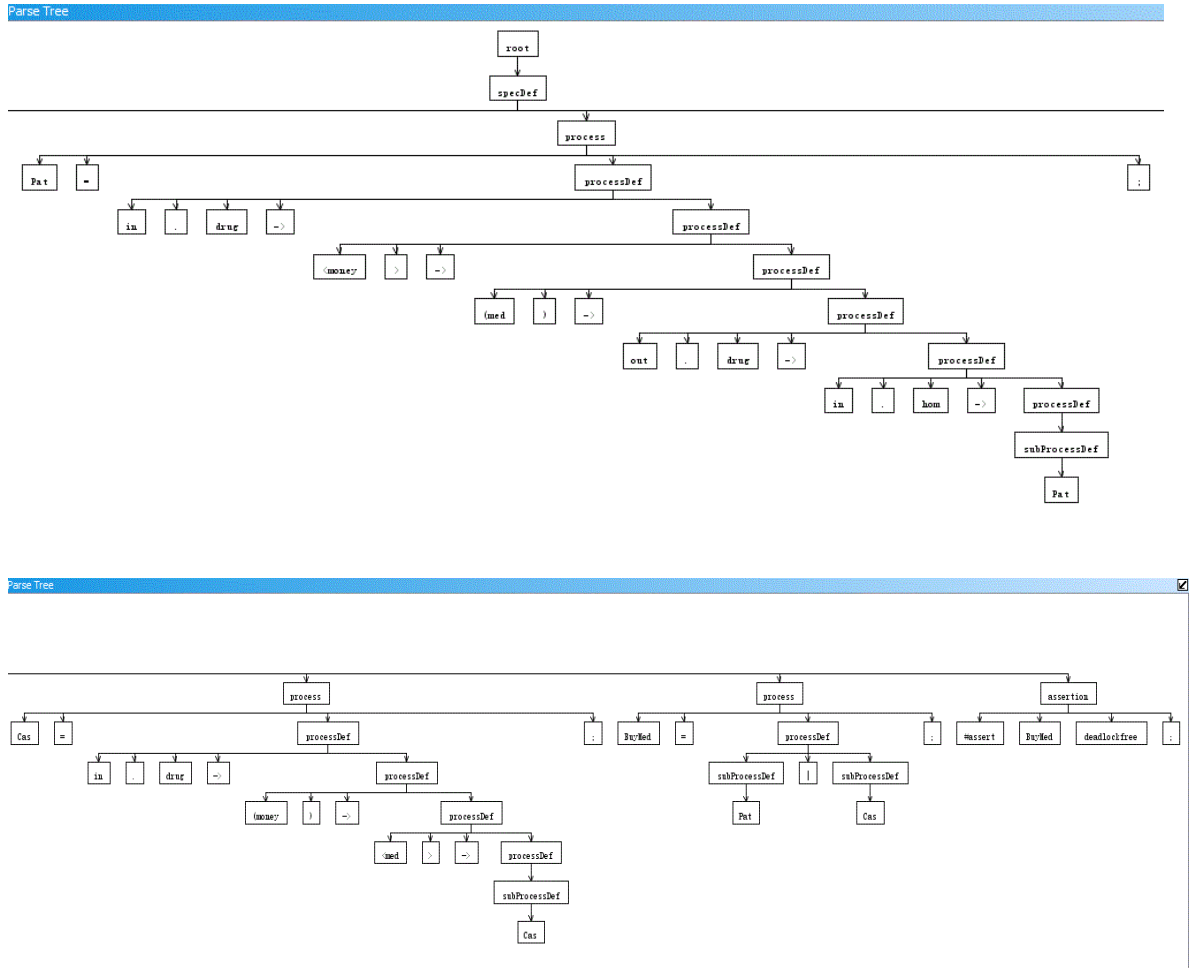 Parse Tree
root
specDef
process
Pat = processDef ;
in . drug -> processDef
<money > -> processDef
(med ) -> processDef
out . drug -> processDef
in . hom -> processDef
subProcessDef
Pat
Parse Tree
process process assertion
Cas = processDef ; BuyMed = processDef ; #assert BuyMed deadlockfree ;
in . drug -> processDef subProcessDef | subProcessDef
(money ) -> processDef Pat Cas
<med > -> processDef
subProcessDef
Cas